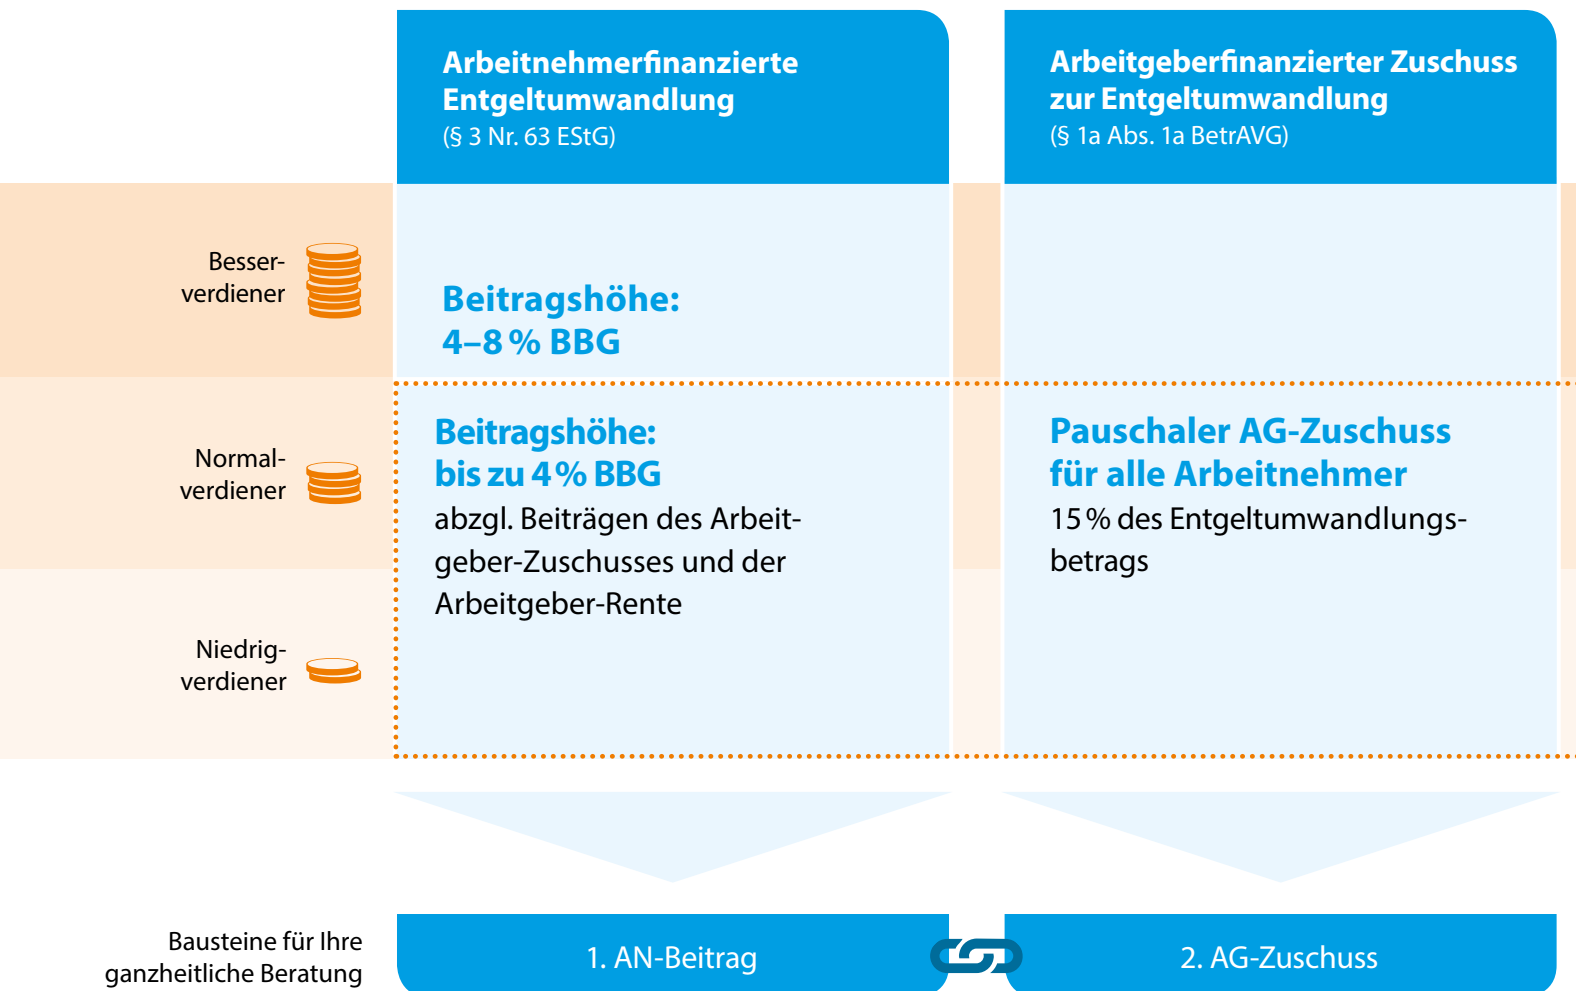 Arbeitnehmerfinanzierte
Entgeltumwandlung
(§ 3 Nr. 63 EStG)
Arbeitgeberfinanzierter Zuschuss
zur Entgeltumwandlung
(§ 1a Abs. 1a BetrAVG)
Besser-
verdiener
Beitragshöhe:
4–8 % BBG
Normal-
verdiener
Beitragshöhe:
bis zu 4 % BBG
abzgl. Beiträgen des Arbeit-
geber-Zuschusses und der
Arbeitgeber-Rente
Pauschaler AG-Zuschuss
für alle Arbeitnehmer
15 % des Entgeltumwandlungs-
betrags
Niedrig-
verdiener
Bausteine für Ihre
ganzheitliche Beratung
1. AN-Beitrag
2. AG-Zuschuss